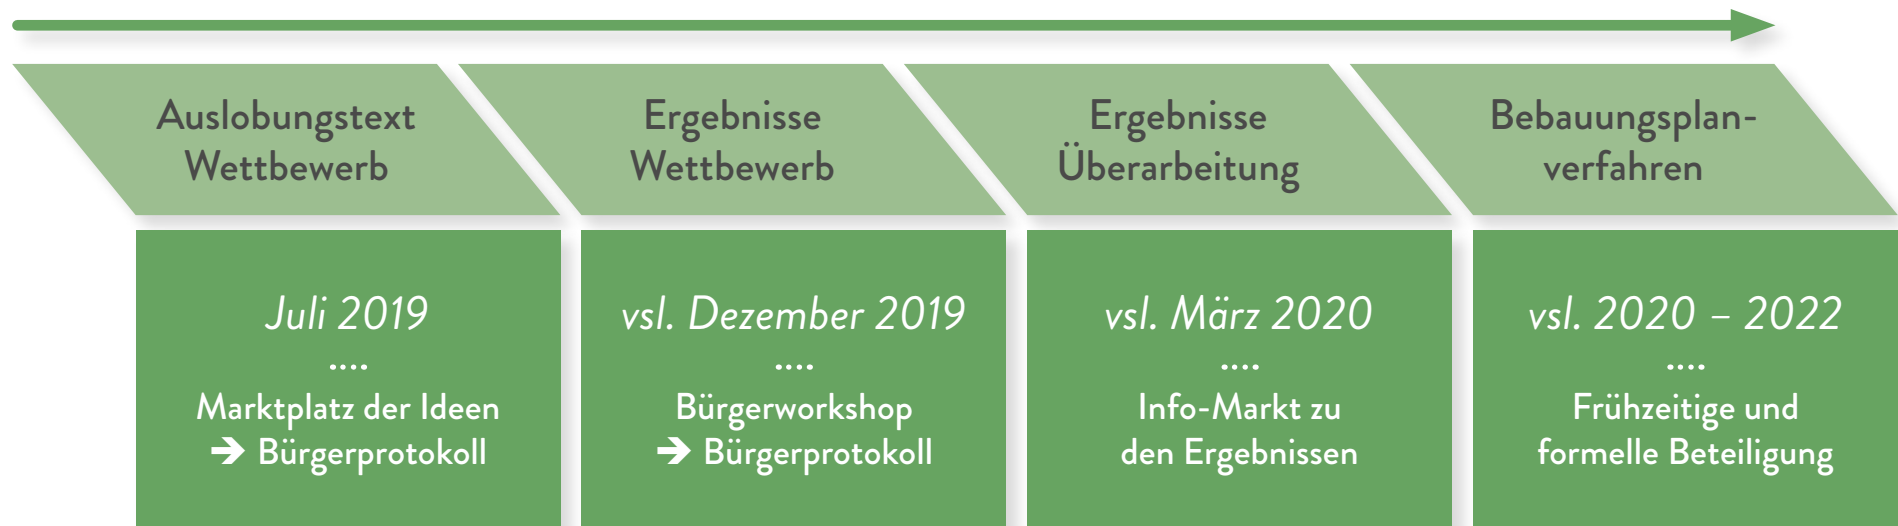 Auslobungstext
Wettbewerb
Ergebnisse
Wettbewerb
Ergebnisse
Überarbeitung
Bebauungsplan-
verfahren
Juli 2019
....
Marktplatz der Ideen
➔ Bürgerprotokoll
vsl. Dezember 2019
....
Bürgerworkshop
➔ Bürgerprotokoll
vsl. März 2020
....
Info-Markt zu
den Ergebnissen
vsl. 2020 – 2022
....
Frühzeitige und
formelle Beteiligung